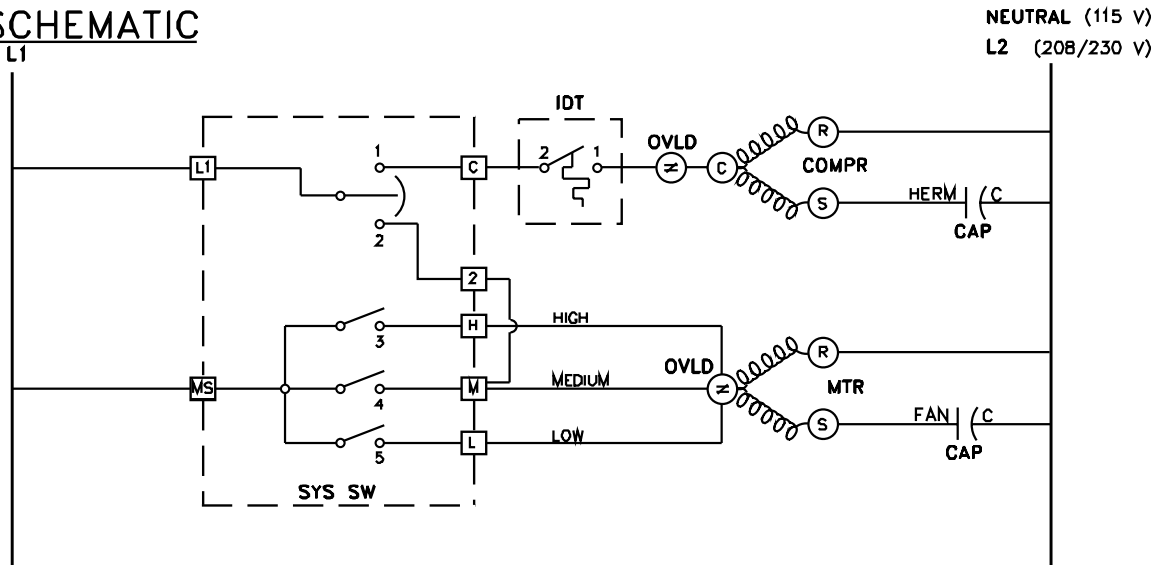 SCHEMATIC
NEUTRAL (115 V)
L1
L2 (208/230 V)
IDT
1
2 1
OVLD
R
L1
C
C
COMPR
S
HERM
C
CAP
2
2
H
HIGH
3
OVLD
R
MS
M
MEDIUM
MTR
4
FAN
C
S
L
LOW
5
CAP
SYS SW